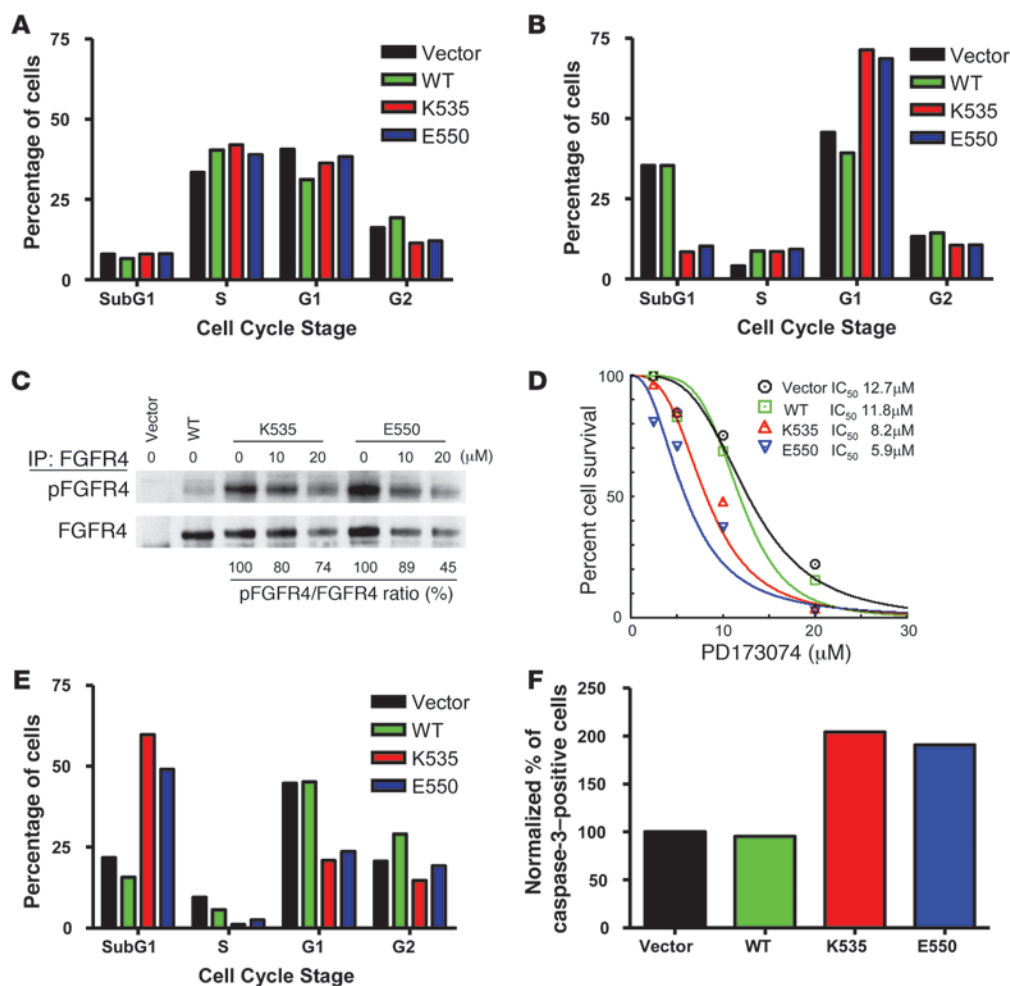 A
Percentage of cells
75
50
25
0
Vector
WT
K535
E550
SubG1 S G1 G2
Cell Cycle Stage
B
Percentage of cells
75
50
25
0
Vector
WT
K535
E550
SubG1 S G1 G2
Cell Cycle Stage
C
Vector WT K535 E550
IP: FGFR4 0 0 0 10 20 0 10 20 (μM)
pFGFR4
FGFR4
100 80 74 100 89 45
pFGFR4/FGFR4 ratio (%)
D
Percent cell survival
100
50
0
Vector IC50 12.7μM
WT IC50 11.8μM
K535 IC50 8.2μM
E550 IC50 5.9μM
0 10 20 30
PD173074 (μM)
E
Percentage of cells
75
50
25
0
Vector
WT
K535
E550
SubG1 S G1 G2
Cell Cycle Stage
F
Normalized % of
caspase-3–positive cells
250
200
150
100
50
0
Vector WT K535 E550